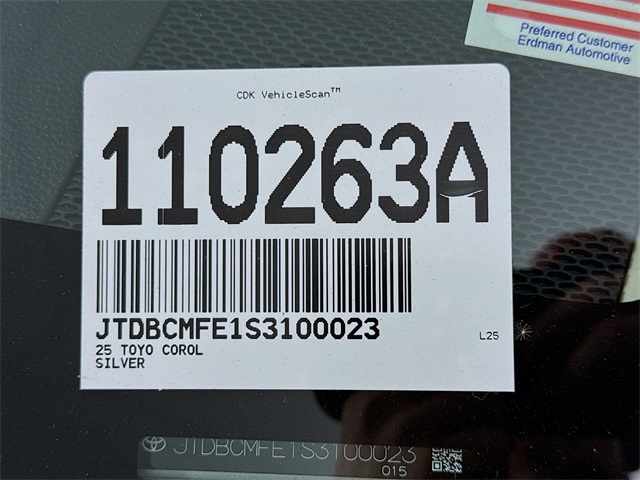 Preferred Customer
Erdman Automotive
CDK VehicleScan™
110263A
JTDBCMFE1S3100023
L25
25 TOYO COROL
SILVER
JTDBCMFE1S3100023
015